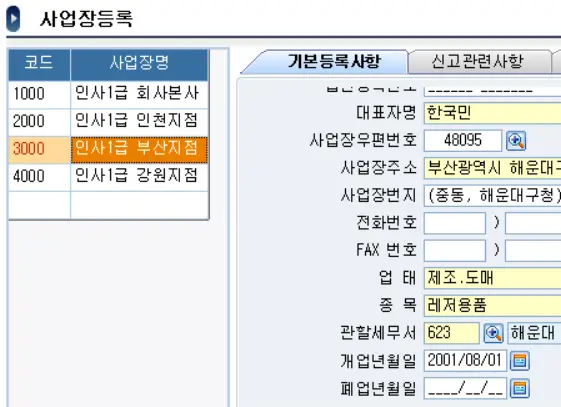 사업장등록
코드 사업장명
1000 인사1급 회사본사
2000 인사1급 인천지점
3000 인사1급 부산지점
4000 인사1급 강원지점
기본등록사항 신고관련사항
대표자명 한국민
사업장우편번호 48095
사업장주소 부산광역시 해운대구
사업장번지 (중동, 해운대구청)
전화번호 )
FAX 번호 )
업 태 제조.도매
종 목 레저용품
관할세무서 623 해운대
개업년월일 2001/08/01
폐업년월일 ____/__/__